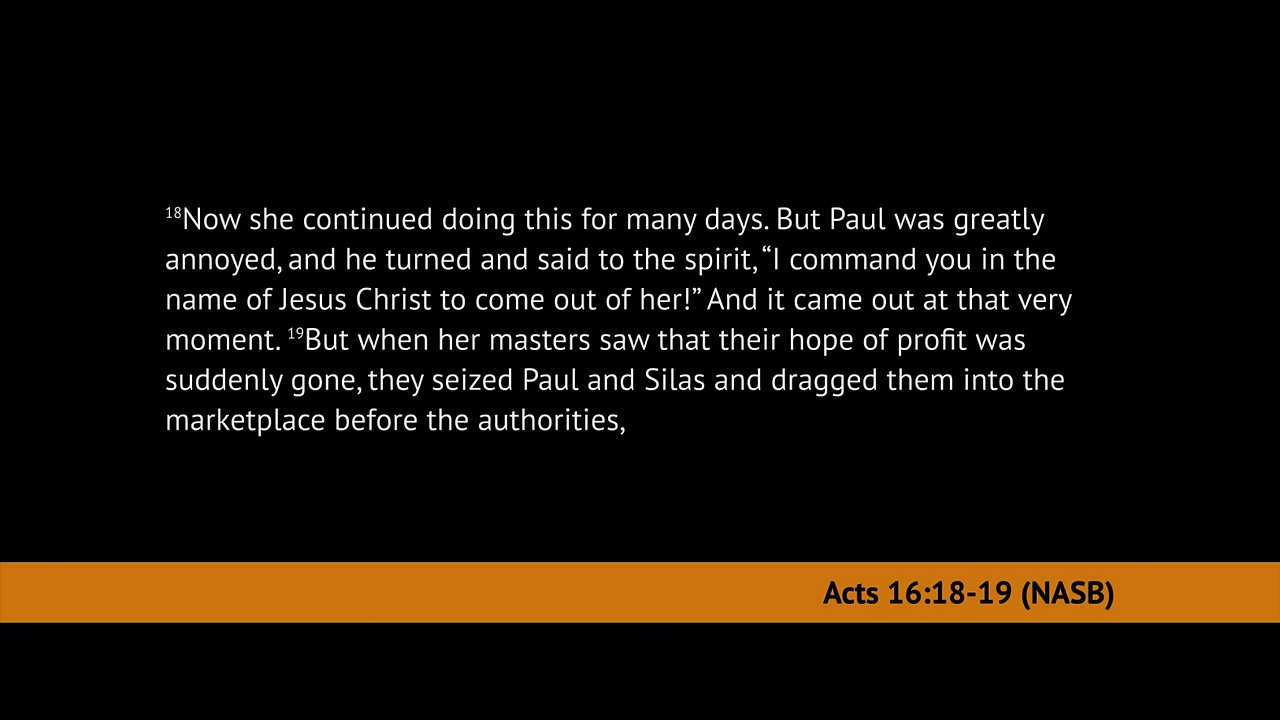 18Now she continued doing this for many days. But Paul was greatly
annoyed, and he turned and said to the spirit, “I command you in the
name of Jesus Christ to come out of her!” And it came out at that very
moment. 19But when her masters saw that their hope of profit was
suddenly gone, they seized Paul and Silas and dragged them into the
marketplace before the authorities,
Acts 16:18-19 (NASB)